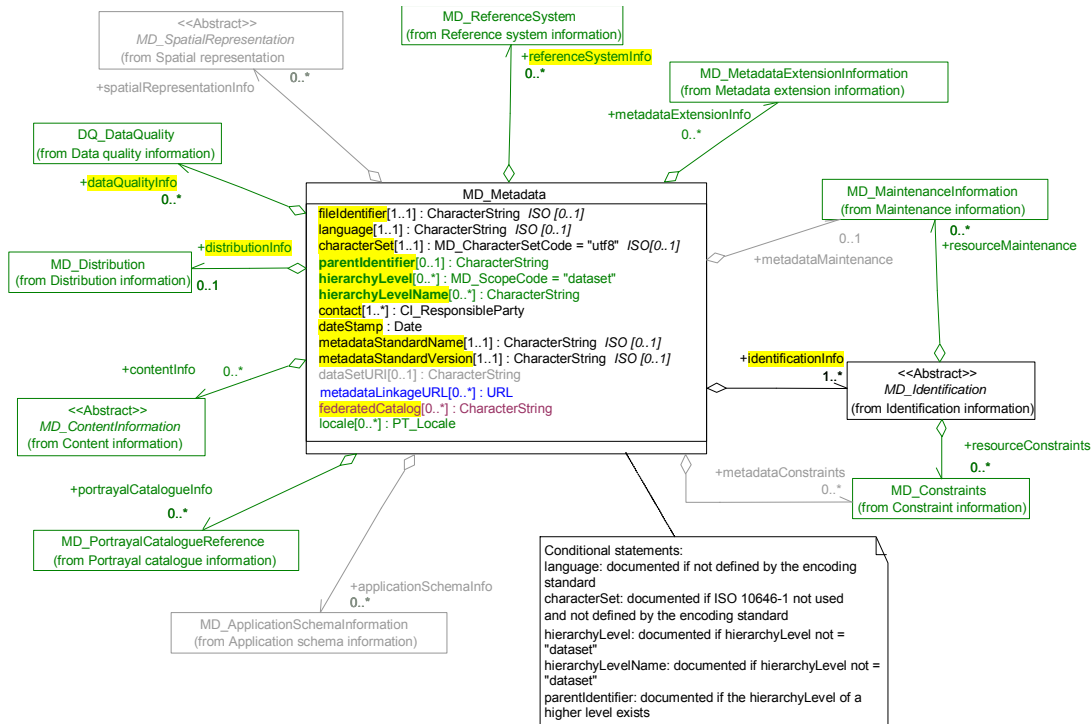 <<Abstract>>
MD_SpatialRepresentation
(from Spatial representation
0..*
+spatialRepresentationInfo
MD_ReferenceSystem
(from Reference system information)
+referenceSystemInfo
0..*
MD_MetadataExtensionInformation
(from Metadata extension information)
+metadataExtensionInfo
0..*
DQ_DataQuality
(from Data quality information)
+dataQualityInfo
0..*
+distributionInfo
MD_Distribution
(from Distribution information)
0..1
MD_Metadata
fileIdentifier[1..1] : CharacterString ISO [0..1]
language[1..1] : CharacterString ISO [0..1]
characterSet[1..1] : MD_CharacterSetCode = "utf8" ISO[0..1]
parentIdentifier[0..1] : CharacterString
hierarchyLevel[0..*] : MD_ScopeCode = "dataset"
hierarchyLevelName[0..*] : CharacterString
contact[1..*] : CI_ResponsibleParty
dateStamp : Date
metadataStandardName[1..1] : CharacterString ISO [0..1]
metadataStandardVersion[1..1] : CharacterString ISO [0..1]
dataSetURI[0..1] : CharacterString
metadataLinkageURL[0..*] : URL
federatedCatalog[0..*] : CharacterString
locale[0..*] : PT_Locale
MD_MaintenanceInformation
(from Maintenance information)
0..1
+metadataMaintenance
0..*
+resourceMaintenance
+identificationInfo
1..*
<<Abstract>>
MD_Identification
(from Identification information)
+resourceConstraints
0..*
+metadataConstraints
0..*
MD_Constraints
(from Constraint information)
+contentInfo
0..*
<<Abstract>>
MD_ContentInformation
(from Content information)
+portrayalCatalogueInfo
0..*
MD_PortrayalCatalogueReference
(from Portrayal catalogue information)
+applicationSchemaInfo
0..*
MD_ApplicationSchemaInformation
(from Application schema information)
Conditional statements:
language: documented if not defined by the encoding
standard
characterSet: documented if ISO 10646-1 not used
and not defined by the encoding standard
hierarchyLevel: documented if hierarchyLevel not =
"dataset"
hierarchyLevelName: documented if hierarchyLevel not =
"dataset"
parentIdentifier: documented if the hierarchyLevel of a
higher level exists